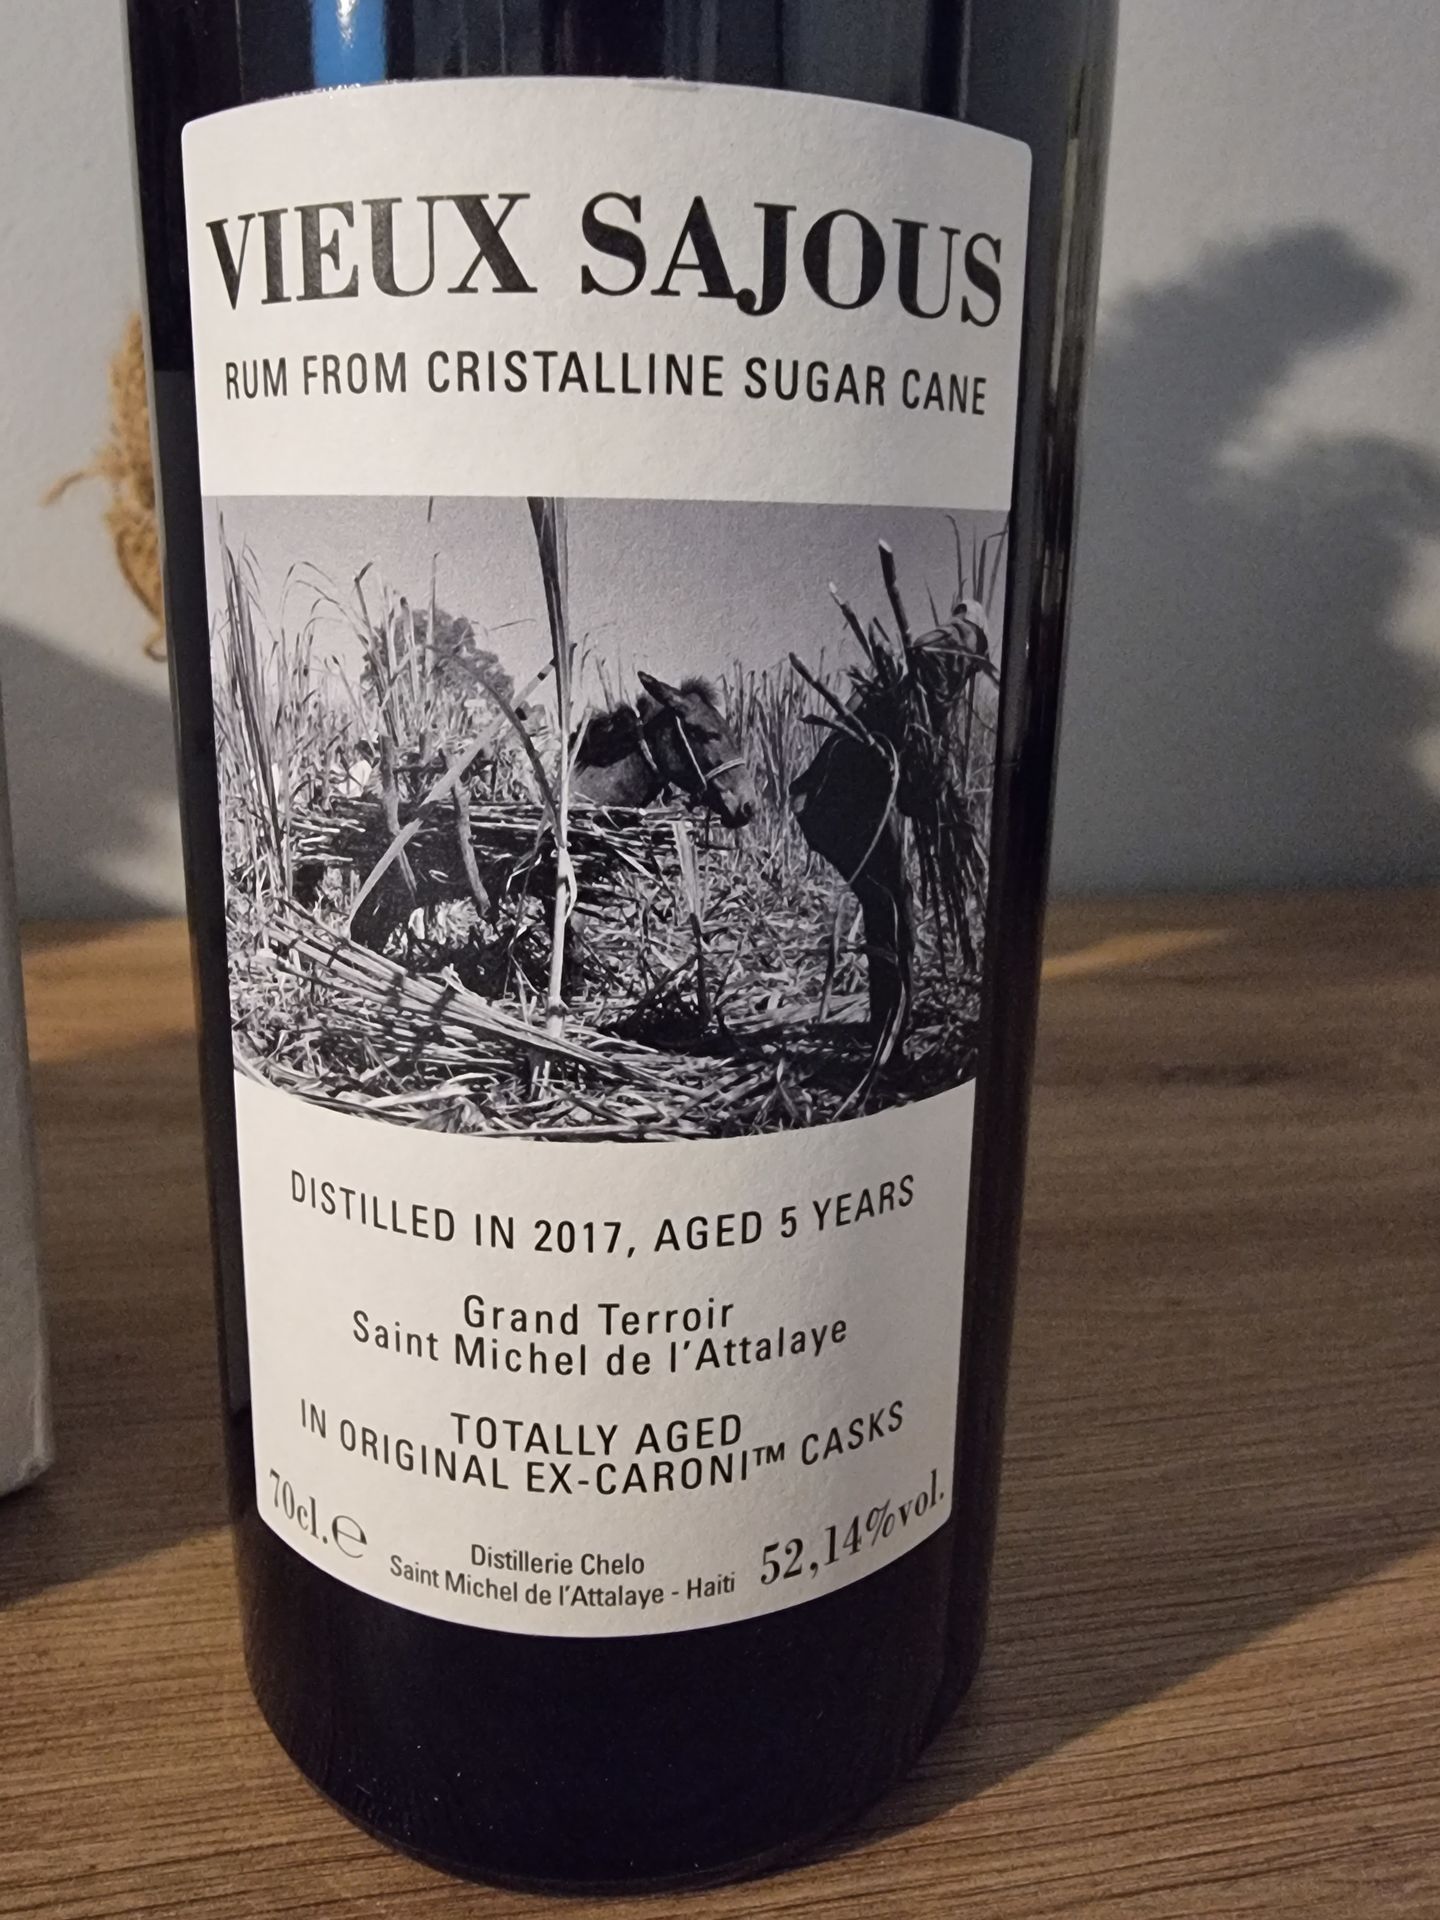 VIEUX SAJOUS
RUM FROM CRISTALLINE SUGAR CANE
DISTILLED IN 2017, AGED 5 YEARS
Grand Terroir
Saint Michel de l'Attalaye
TOTALLY AGED
IN ORIGINAL EX-CARONI™ CASKS
70cl.℮
Distillerie Chelo
Saint Michel de l'Attalaye - Haiti
52,14%vol.